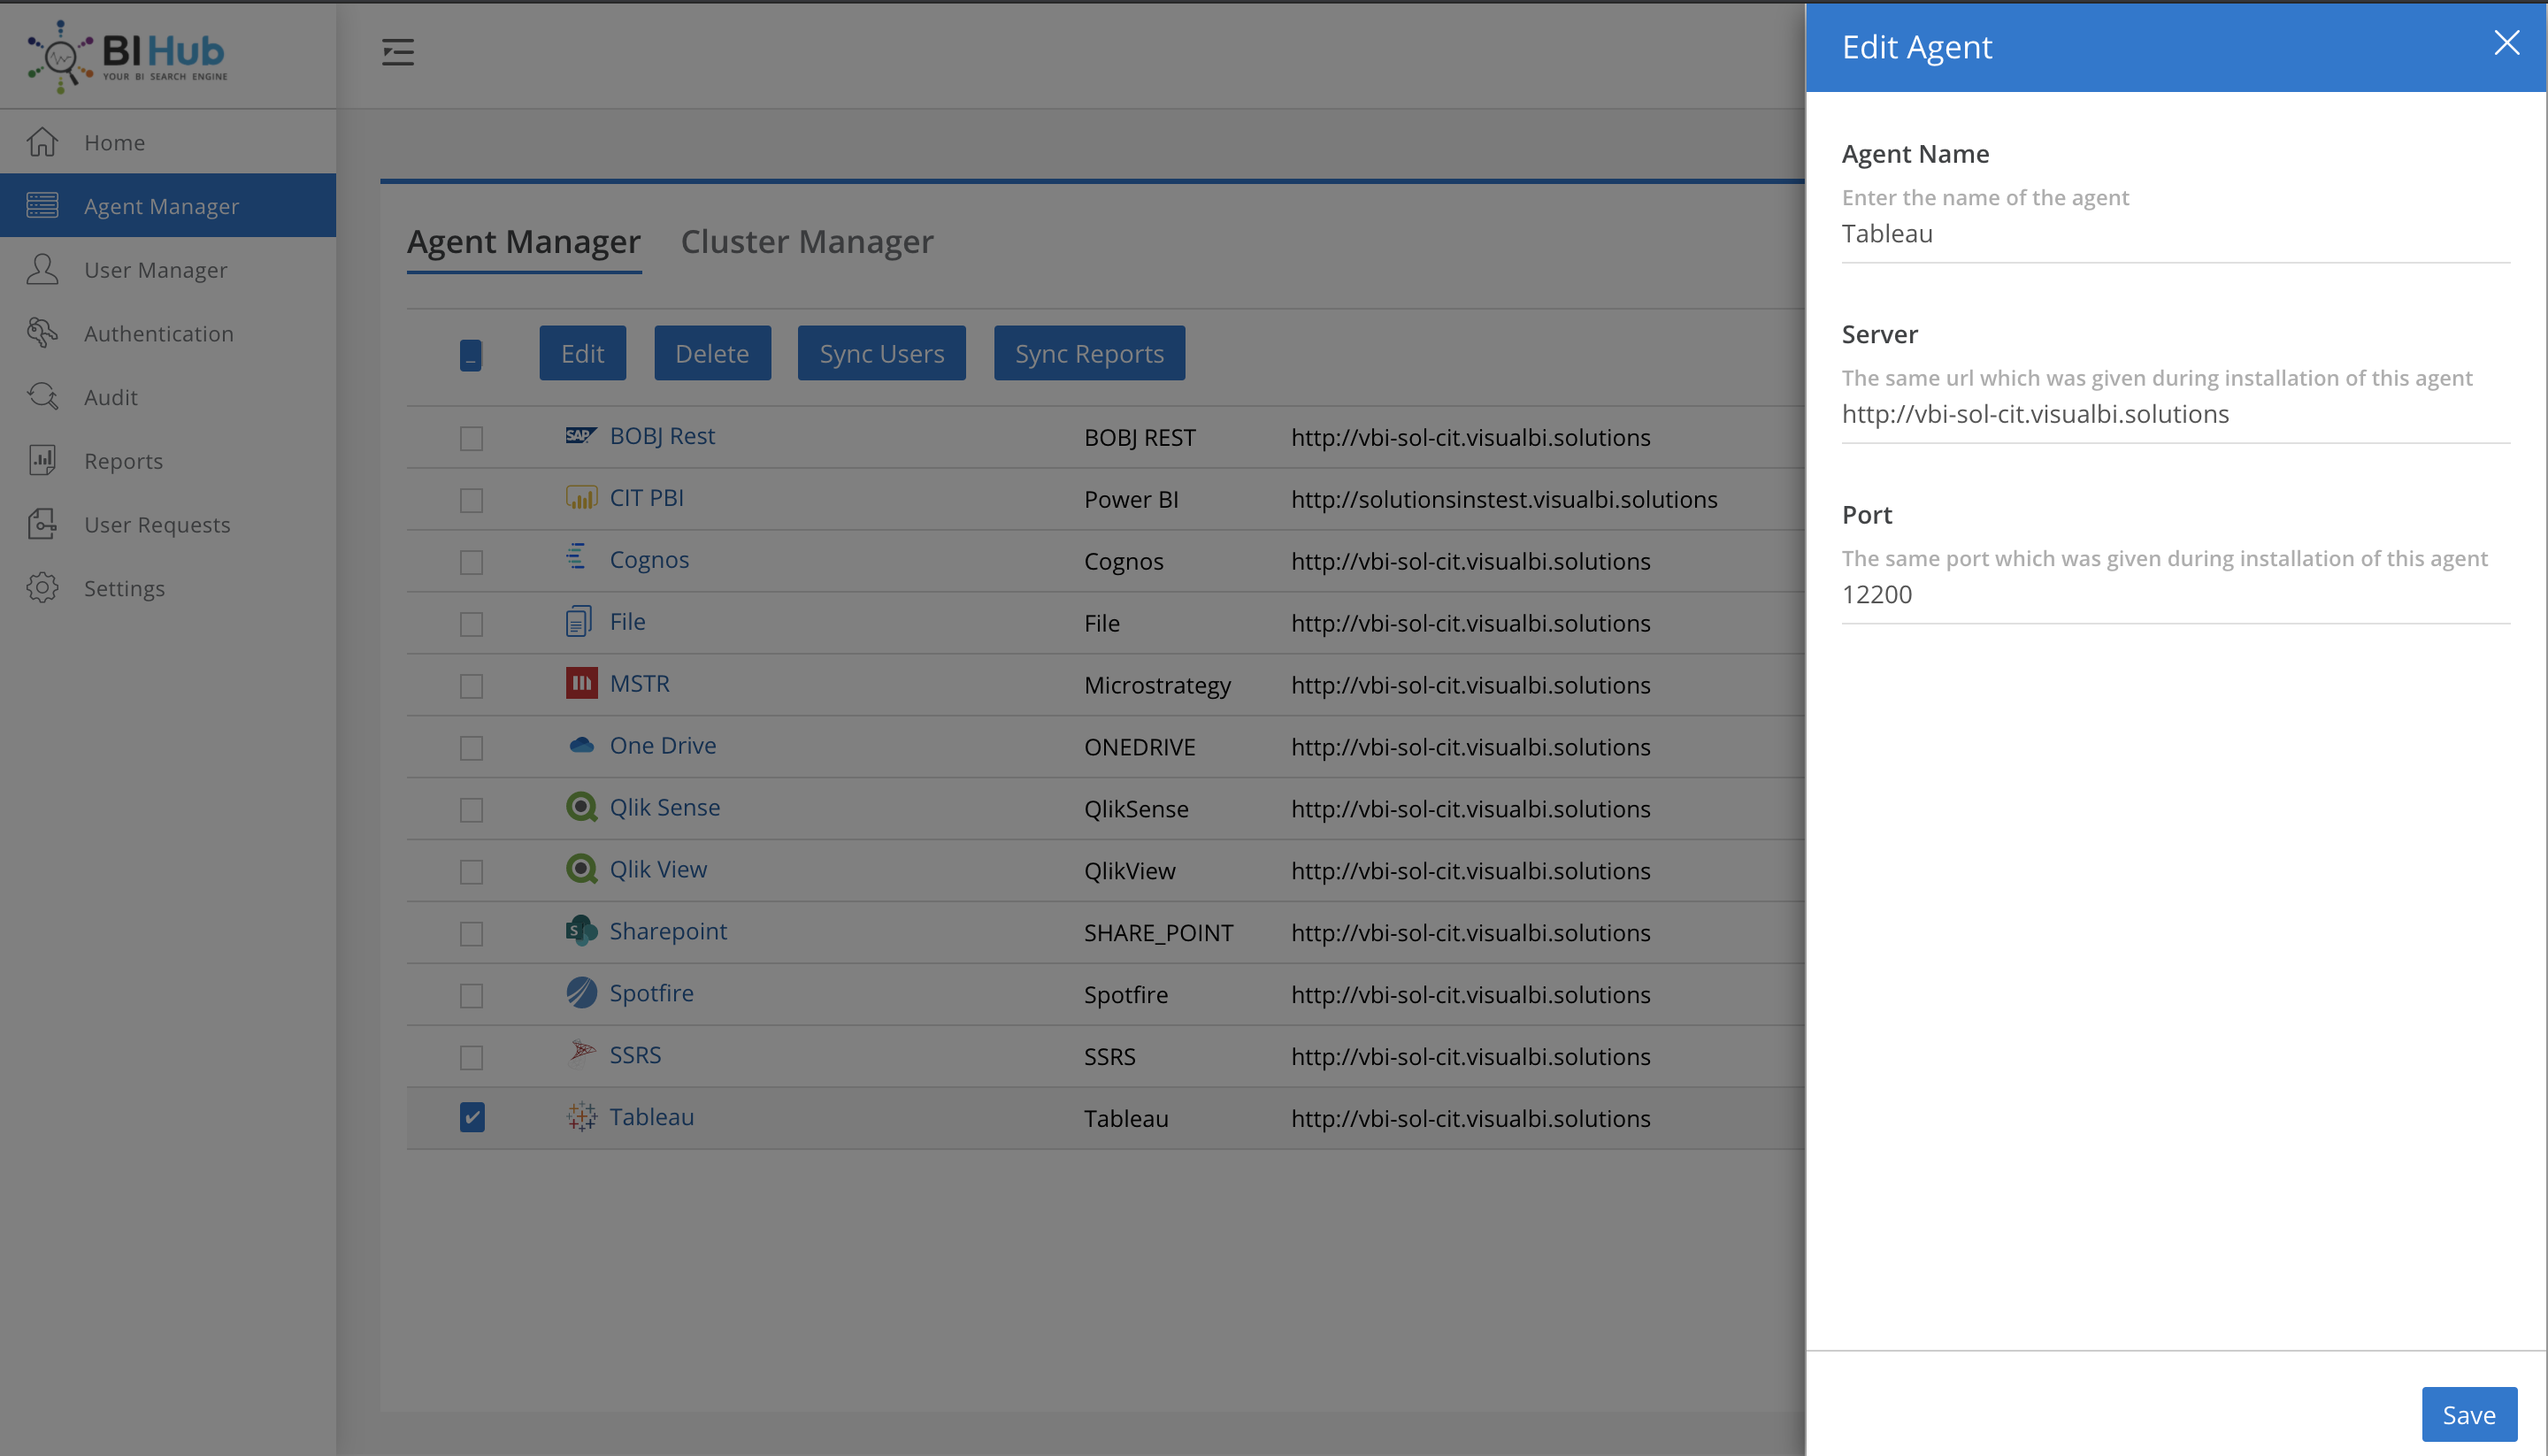 BI Hub
YOUR BI SEARCH ENGINE
Home
Agent Manager
User Manager
Authentication
Audit
Reports
User Requests
Settings
Agent Manager Cluster Manager
Edit Delete Sync Users Sync Reports
SAP BOBJ Rest BOBJ REST http://vbi-sol-cit.visualbi.solutions
CIT PBI Power BI http://solutionsinstest.visualbi.solutions
Cognos Cognos http://vbi-sol-cit.visualbi.solutions
File File http://vbi-sol-cit.visualbi.solutions
MSTR Microstrategy http://vbi-sol-cit.visualbi.solutions
One Drive ONEDRIVE http://vbi-sol-cit.visualbi.solutions
Qlik Sense QlikSense http://vbi-sol-cit.visualbi.solutions
Qlik View QlikView http://vbi-sol-cit.visualbi.solutions
S Sharepoint SHARE_POINT http://vbi-sol-cit.visualbi.solutions
Spotfire Spotfire http://vbi-sol-cit.visualbi.solutions
SSRS SSRS http://vbi-sol-cit.visualbi.solutions
Tableau Tableau http://vbi-sol-cit.visualbi.solutions
Edit Agent
Agent Name
Enter the name of the agent
Tableau
Server
The same url which was given during installation of this agent
http://vbi-sol-cit.visualbi.solutions
Port
The same port which was given during installation of this agent
12200
Save